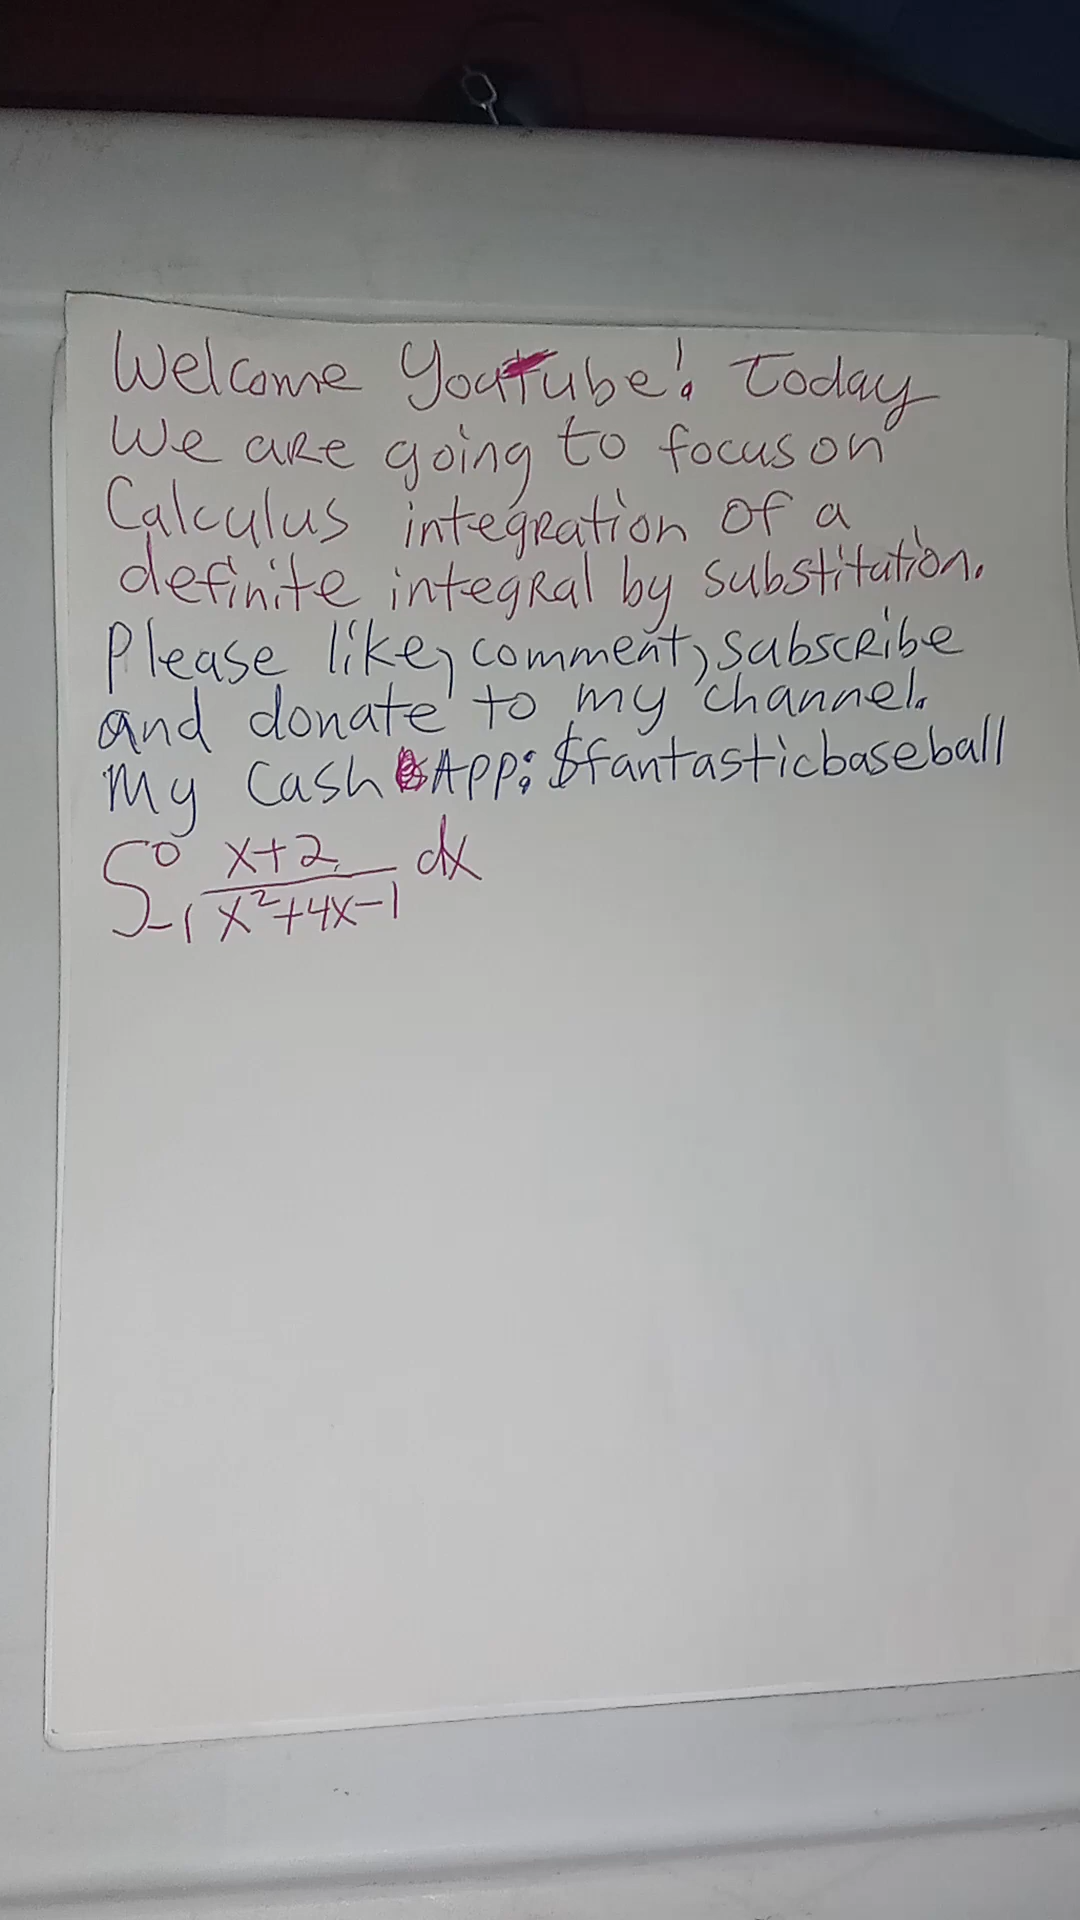 Welcome YouTube! Today
We are going to focus on
Calculus integration of a
definite integral by substitution.
Please like, comment, subscribe
and donate to my channel.
My Cash App: $fantasticbaseball
∫₋₁⁰ (x+2)/(x²+4x-1) dx